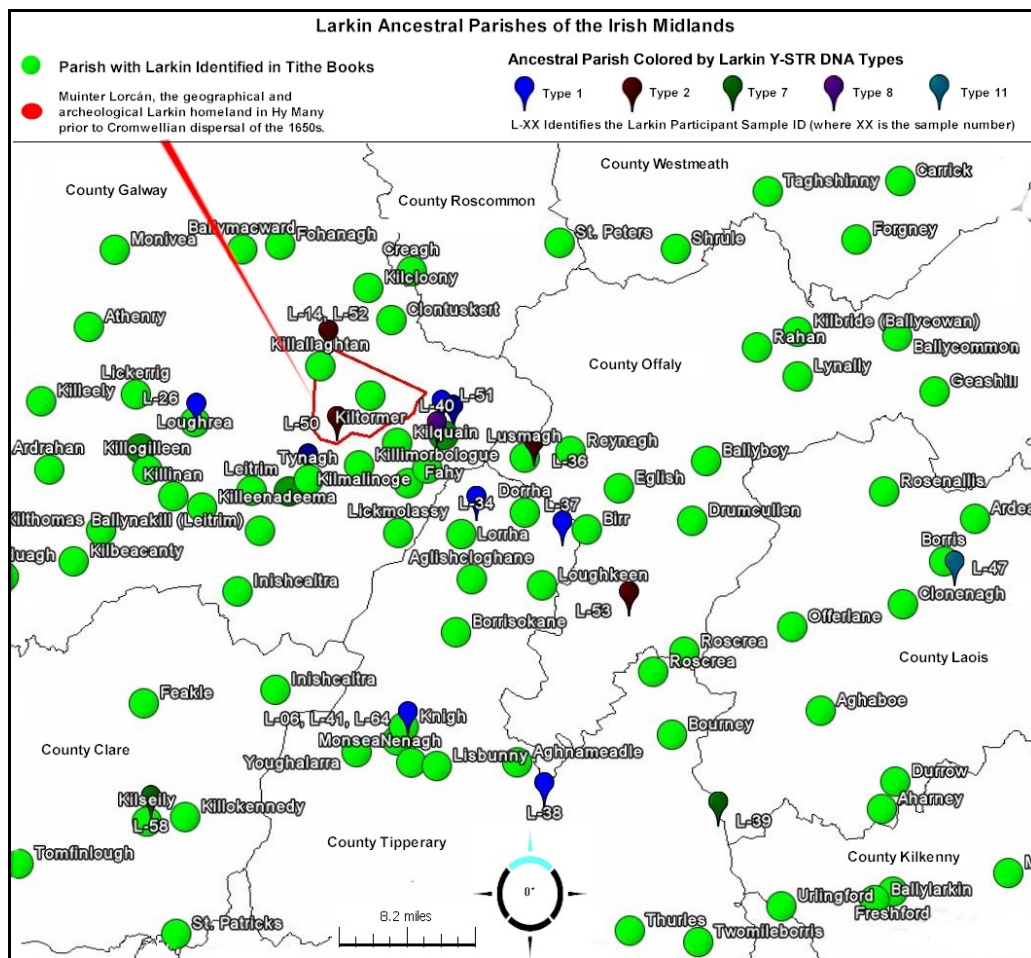 Larkin Ancestral Parishes of the Irish Midlands
Parish with Larkin Identified in Tithe Books
Muinter Lorcán, the geographical and
archeological Larkin homeland in Hy Many
prior to Cromwellian dispersal of the 1650s.
Ancestral Parish Colored by Larkin Y-STR DNA Types
Type 1 Type 2 Type 7 Type 8 Type 11
L-XX Identifies the Larkin Participant Sample ID (where XX is the sample number)
County Westmeath
County Galway
County Roscommon
Taghshinny
Carrick
Monivea
Ballymacward
Fohanagh
St. Peters
Shrule
Forgney
Creagh
Kilcloony
Clontuskert
L-14, L-52
Athenry
Killallaghtan
County Offaly
Kilbride (Ballycowan)
Rahan
Ballycommon
Lynally
Geashill
Lickerrig
Killeely
L-26
Loughrea
L-50
Kiltormer
L-40
L-51
Kilquain
Killimorbologue
Lusmagh
Reynagh
L-36
Ardrahan
Killogilleen
Killinan
Tynagh
Leitrim
Kilmalinoge
Fahy
Ballyboy
Killeenadeema
Eglish
Rosenallis
L-34
Dorrha
L-37
Kilthomas
Ballynakill (Leitrim)
Lickmolassy
Lorrha
Birr
Drumcullen
Ardee
Borris
L-47
duagh
Kilbeacanty
Aglishcloghane
Inishcaltra
Loughkeen
L-53
Clonenagh
Borrisokane
Offerlane
Roscrea
Roscrea
County Laois
Feakle
Inishcaltra
Aghaboe
L-06, L-41, L-64
Knigh
County Clare
Monsea
Nenagh
Bourney
Youghalarra
Lisbunny
Aghnameadle
Durrow
Aharney
Kilseily
L-58
Killokennedy
L-38
L-39
County Tipperary
County Kilkenny
Tomfinlough
0°
M
Urlingford
Ballylarkin
Freshford
8.2 miles
St. Patricks
Thurles
Twomileborris